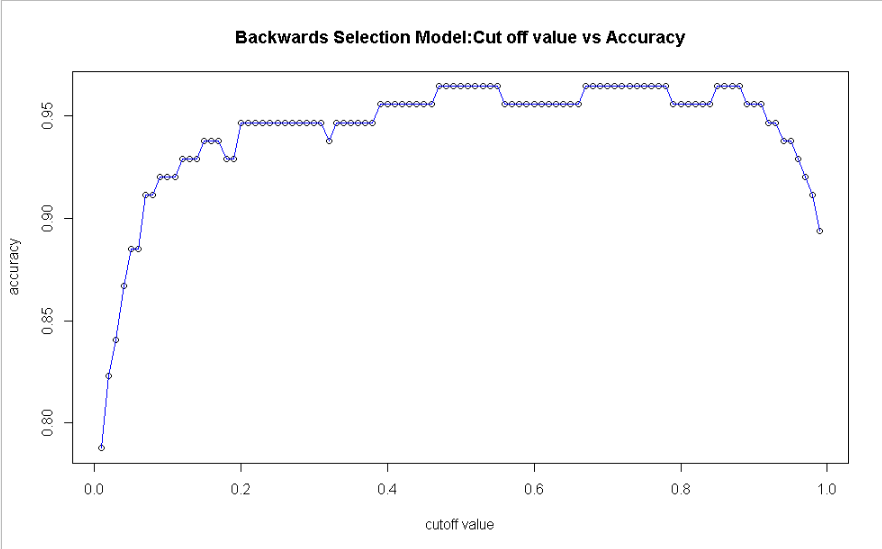 Backwards Selection Model:Cut off value vs Accuracy
accuracy
0.95
0.90
0.85
0.80
0.0 0.2 0.4 0.6 0.8 1.0
cutoff value